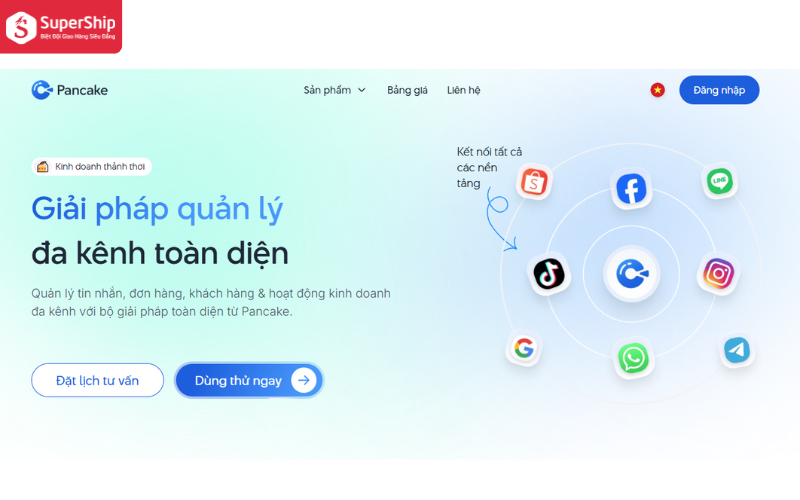 SuperShip
Biệt Đội Giao Hàng Siêu Đẳng
Pancake
Sản phẩm
Bảng giá
Liên hệ
Đăng nhập
Kinh doanh thảnh thơi
Giải pháp quản lý
đa kênh toàn diện
Quản lý tin nhắn, đơn hàng, khách hàng & hoạt động kinh doanh
đa kênh với bộ giải pháp toàn diện từ Pancake.
Đặt lịch tư vấn
Dùng thử ngay
Kết nối tất cả
các nền
tảng
LINE